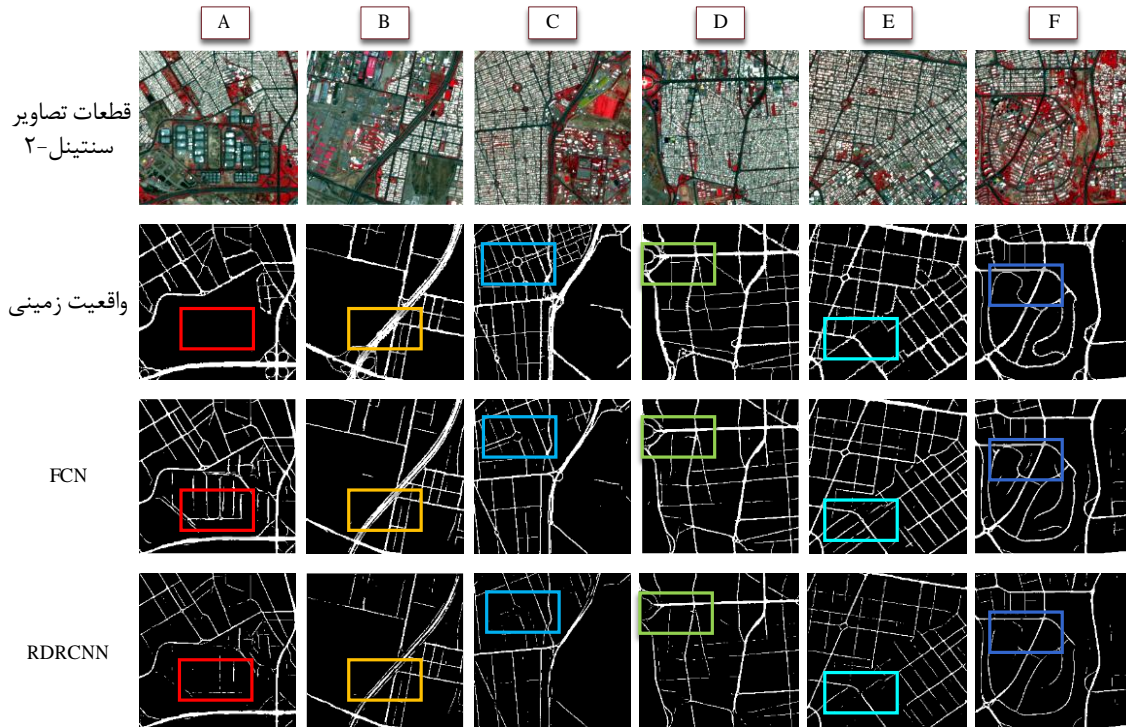 A B C D E F
قطعات تصاویر
سنتینل-۲
واقعیت زمینی
FCN
RDRCNN